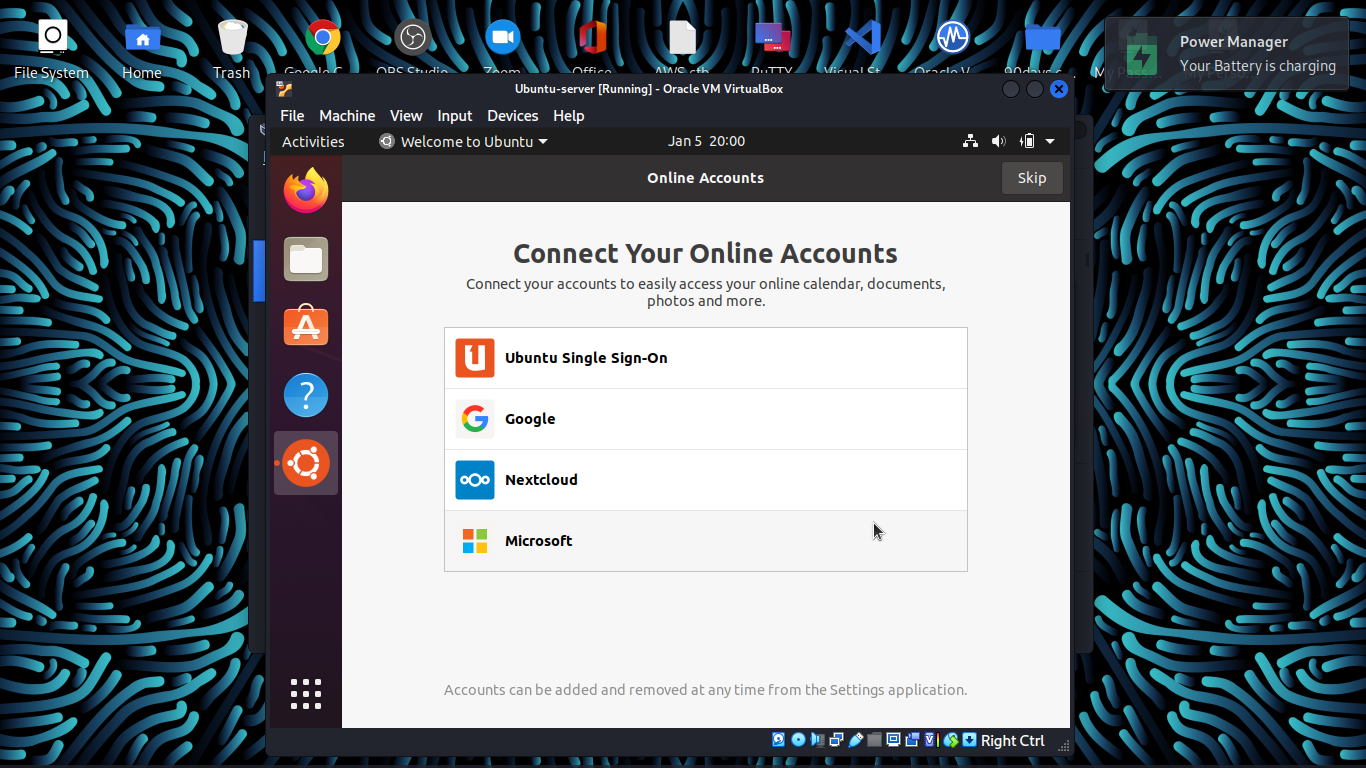 File System
Home
Trash
Google C
OBS Studio
Zoom
Office
AWS
PuTTY
Visual St
Oracle V
Power Manager
Your Battery is charging
Ubuntu-server [Running] - Oracle VM VirtualBox
File Machine View Input Devices Help
Activities Welcome to Ubuntu Jan 5 20:00
Online Accounts
Skip
Connect Your Online Accounts
Connect your accounts to easily access your online calendar, documents,
photos and more.
Ubuntu Single Sign-On
Google
Nextcloud
Microsoft
Accounts can be added and removed at any time from the Settings application.
Right Ctrl